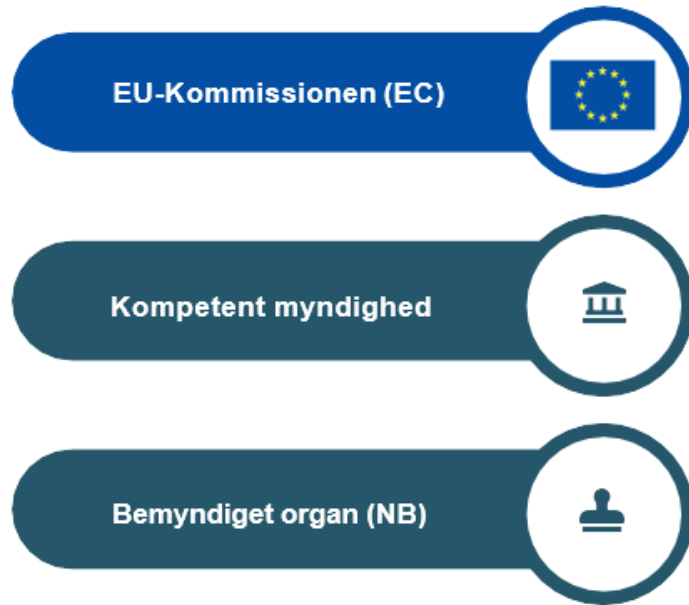 EU-Kommissionen (EC)
Kompetent myndighed
Bemyndiget organ (NB)